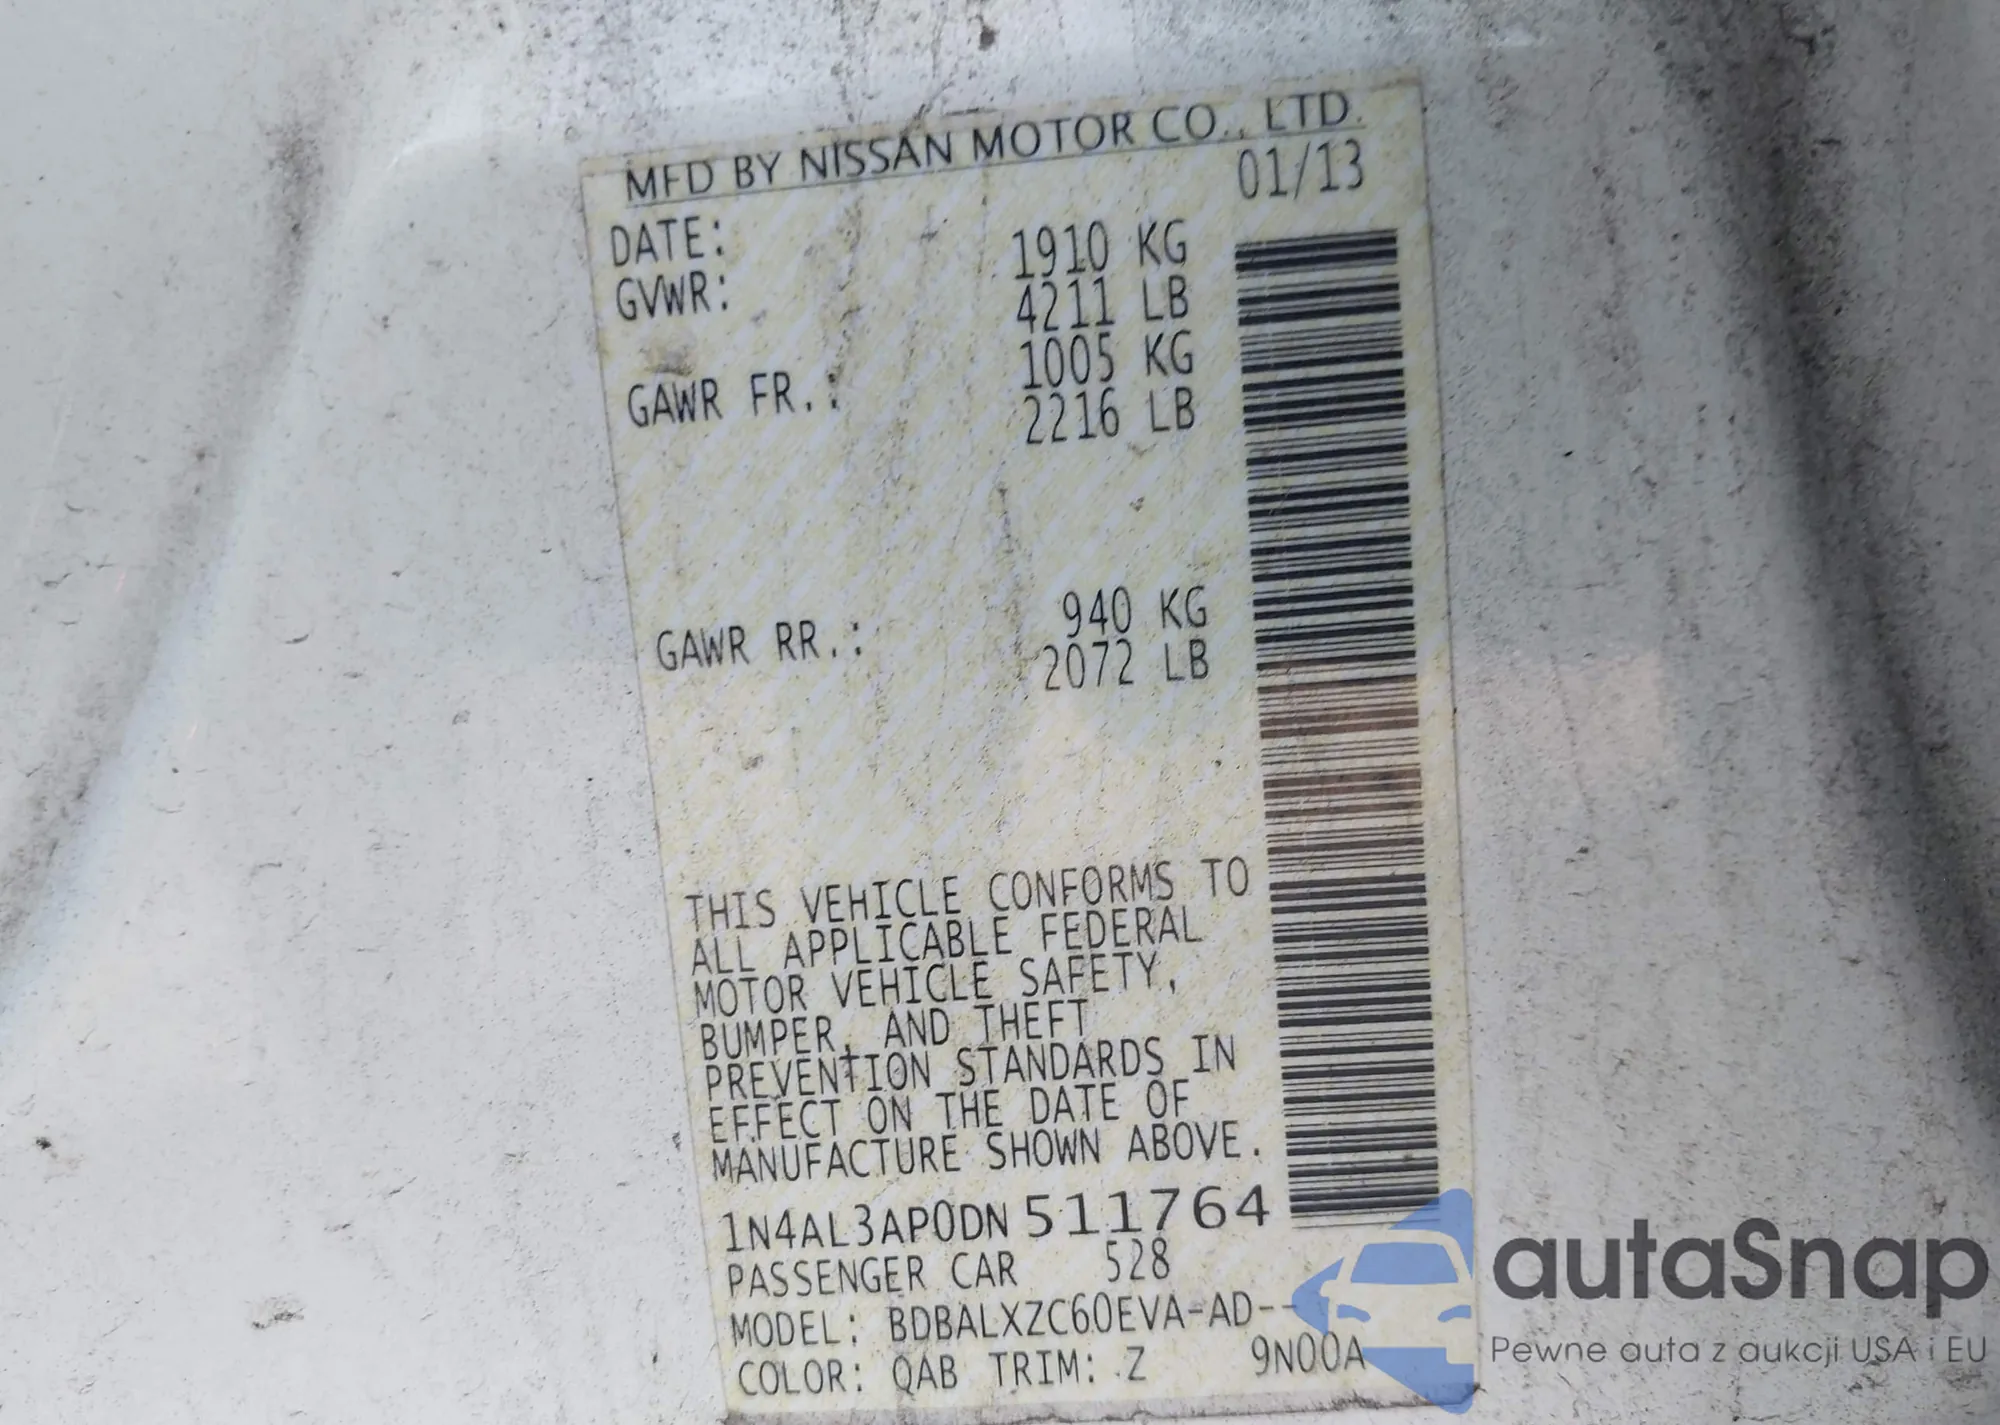 MFD BY NISSAN MOTOR CO., LTD.
DATE: 01/13
GVWR: 1910 KG
4211 LB
GAWR FR.: 1005 KG
2216 LB
GAWR RR.: 940 KG
2072 LB
THIS VEHICLE CONFORMS TO
ALL APPLICABLE FEDERAL
MOTOR VEHICLE SAFETY,
BUMPER, AND THEFT
PREVENTION STANDARDS IN
EFFECT ON THE DATE OF
MANUFACTURE SHOWN ABOVE.
1N4AL3AP0DN511764
PASSENGER CAR 528
MODEL: BDBALXZC60EVA-AD--
COLOR: QAB TRIM: Z 9N00A
autaSnap
Pewne auta z aukcji USA i EU